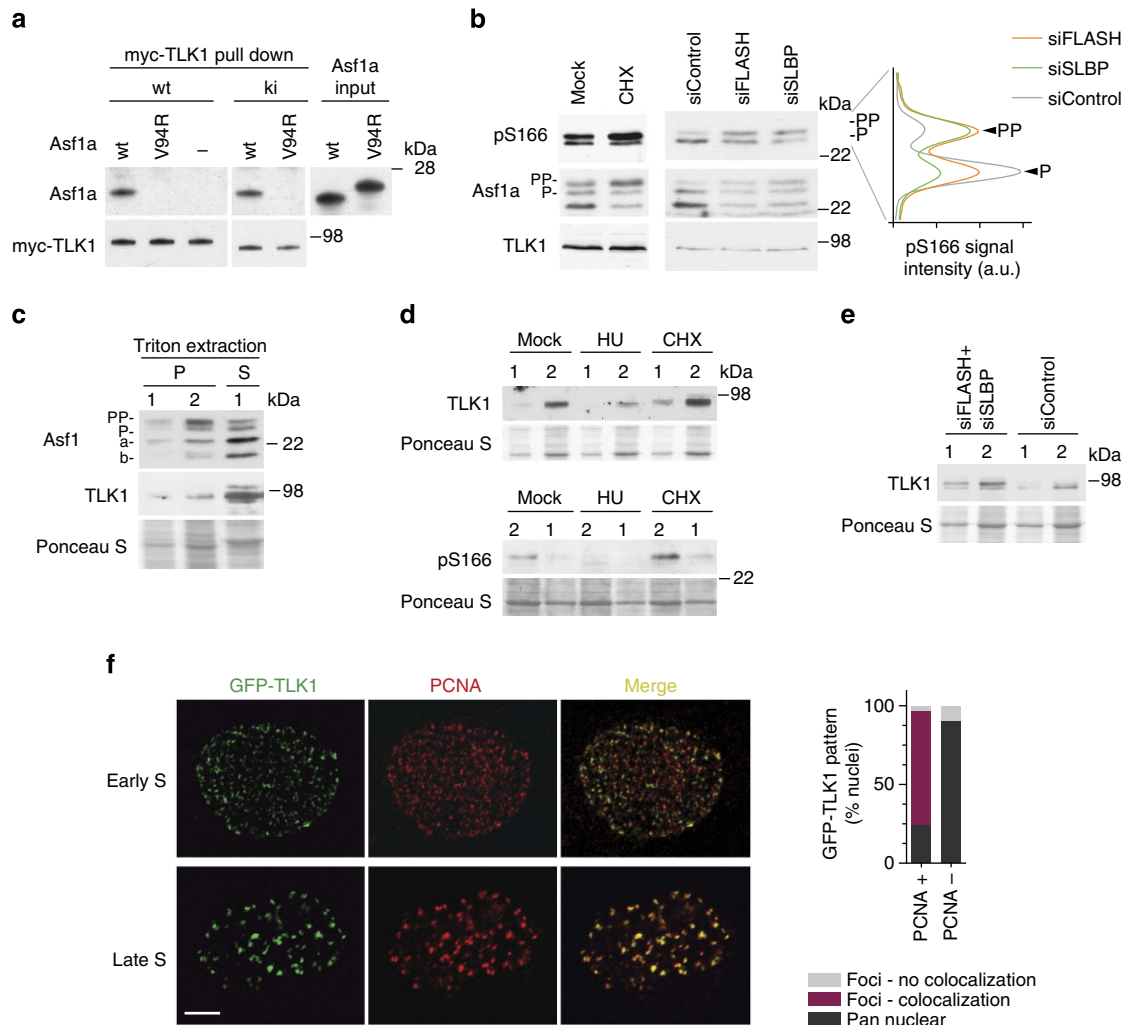 a
myc-TLK1 pull down
wt
ki
Asf1a input
Asf1a
wt
V94R
–
wt
V94R
wt
V94R
kDa
– 28
Asf1a
myc-TLK1
–98
b
Mock
CHX
siControl
siFLASH
siSLBP
kDa
-PP
-P
pS166
–22
Asf1a
PP-
P-
–22
TLK1
–98
siFLASH
siSLBP
siControl
PP
P
pS166 signal
intensity (a.u.)
c
Triton extraction
P
S
1
2
1
kDa
Asf1
PP-
P-
a-
b-
– 22
TLK1
–98
Ponceau S
d
Mock
HU
CHX
1
2
1
2
1
2
kDa
TLK1
–98
Ponceau S
Mock
HU
CHX
2
1
2
1
2
1
pS166
– 22
Ponceau S
e
siFLASH+
siSLBP
siControl
1
2
1
2
kDa
TLK1
–98
Ponceau S
f
GFP-TLK1
PCNA
Merge
Early S
Late S
GFP-TLK1 pattern
(% nuclei)
100
50
0
PCNA +
PCNA –
Foci - no colocalization
Foci - colocalization
Pan nuclear